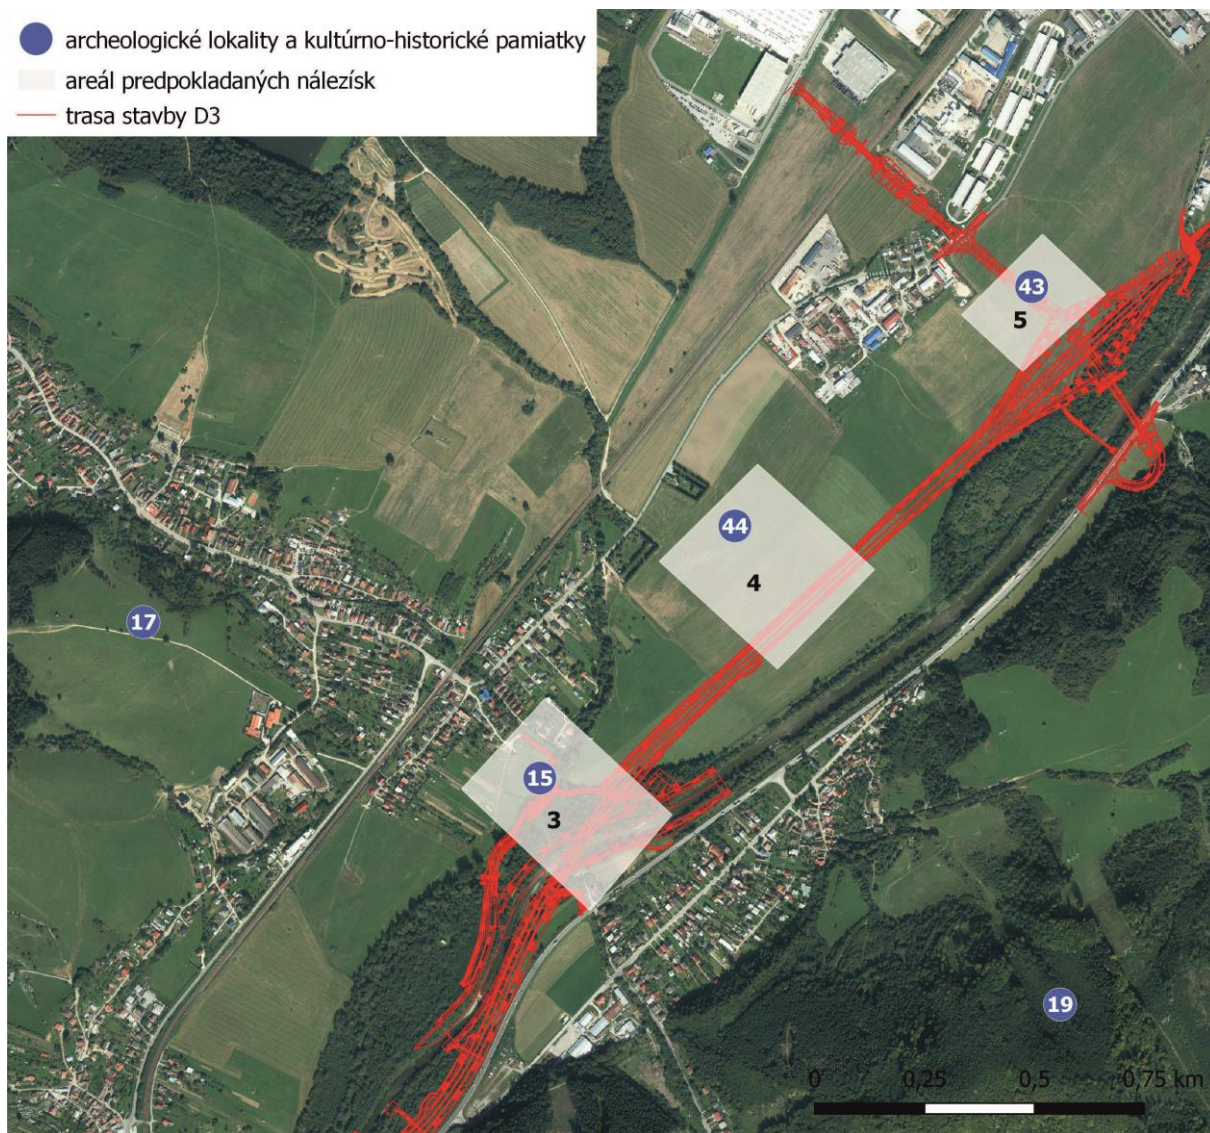 archeologické lokality a kultúrno-historické pamiatky
areál predpokladaných nálezísk
trasa stavby D3
43
5
44
4
17
15
3
19
0 0,25 0,5 0,75 km